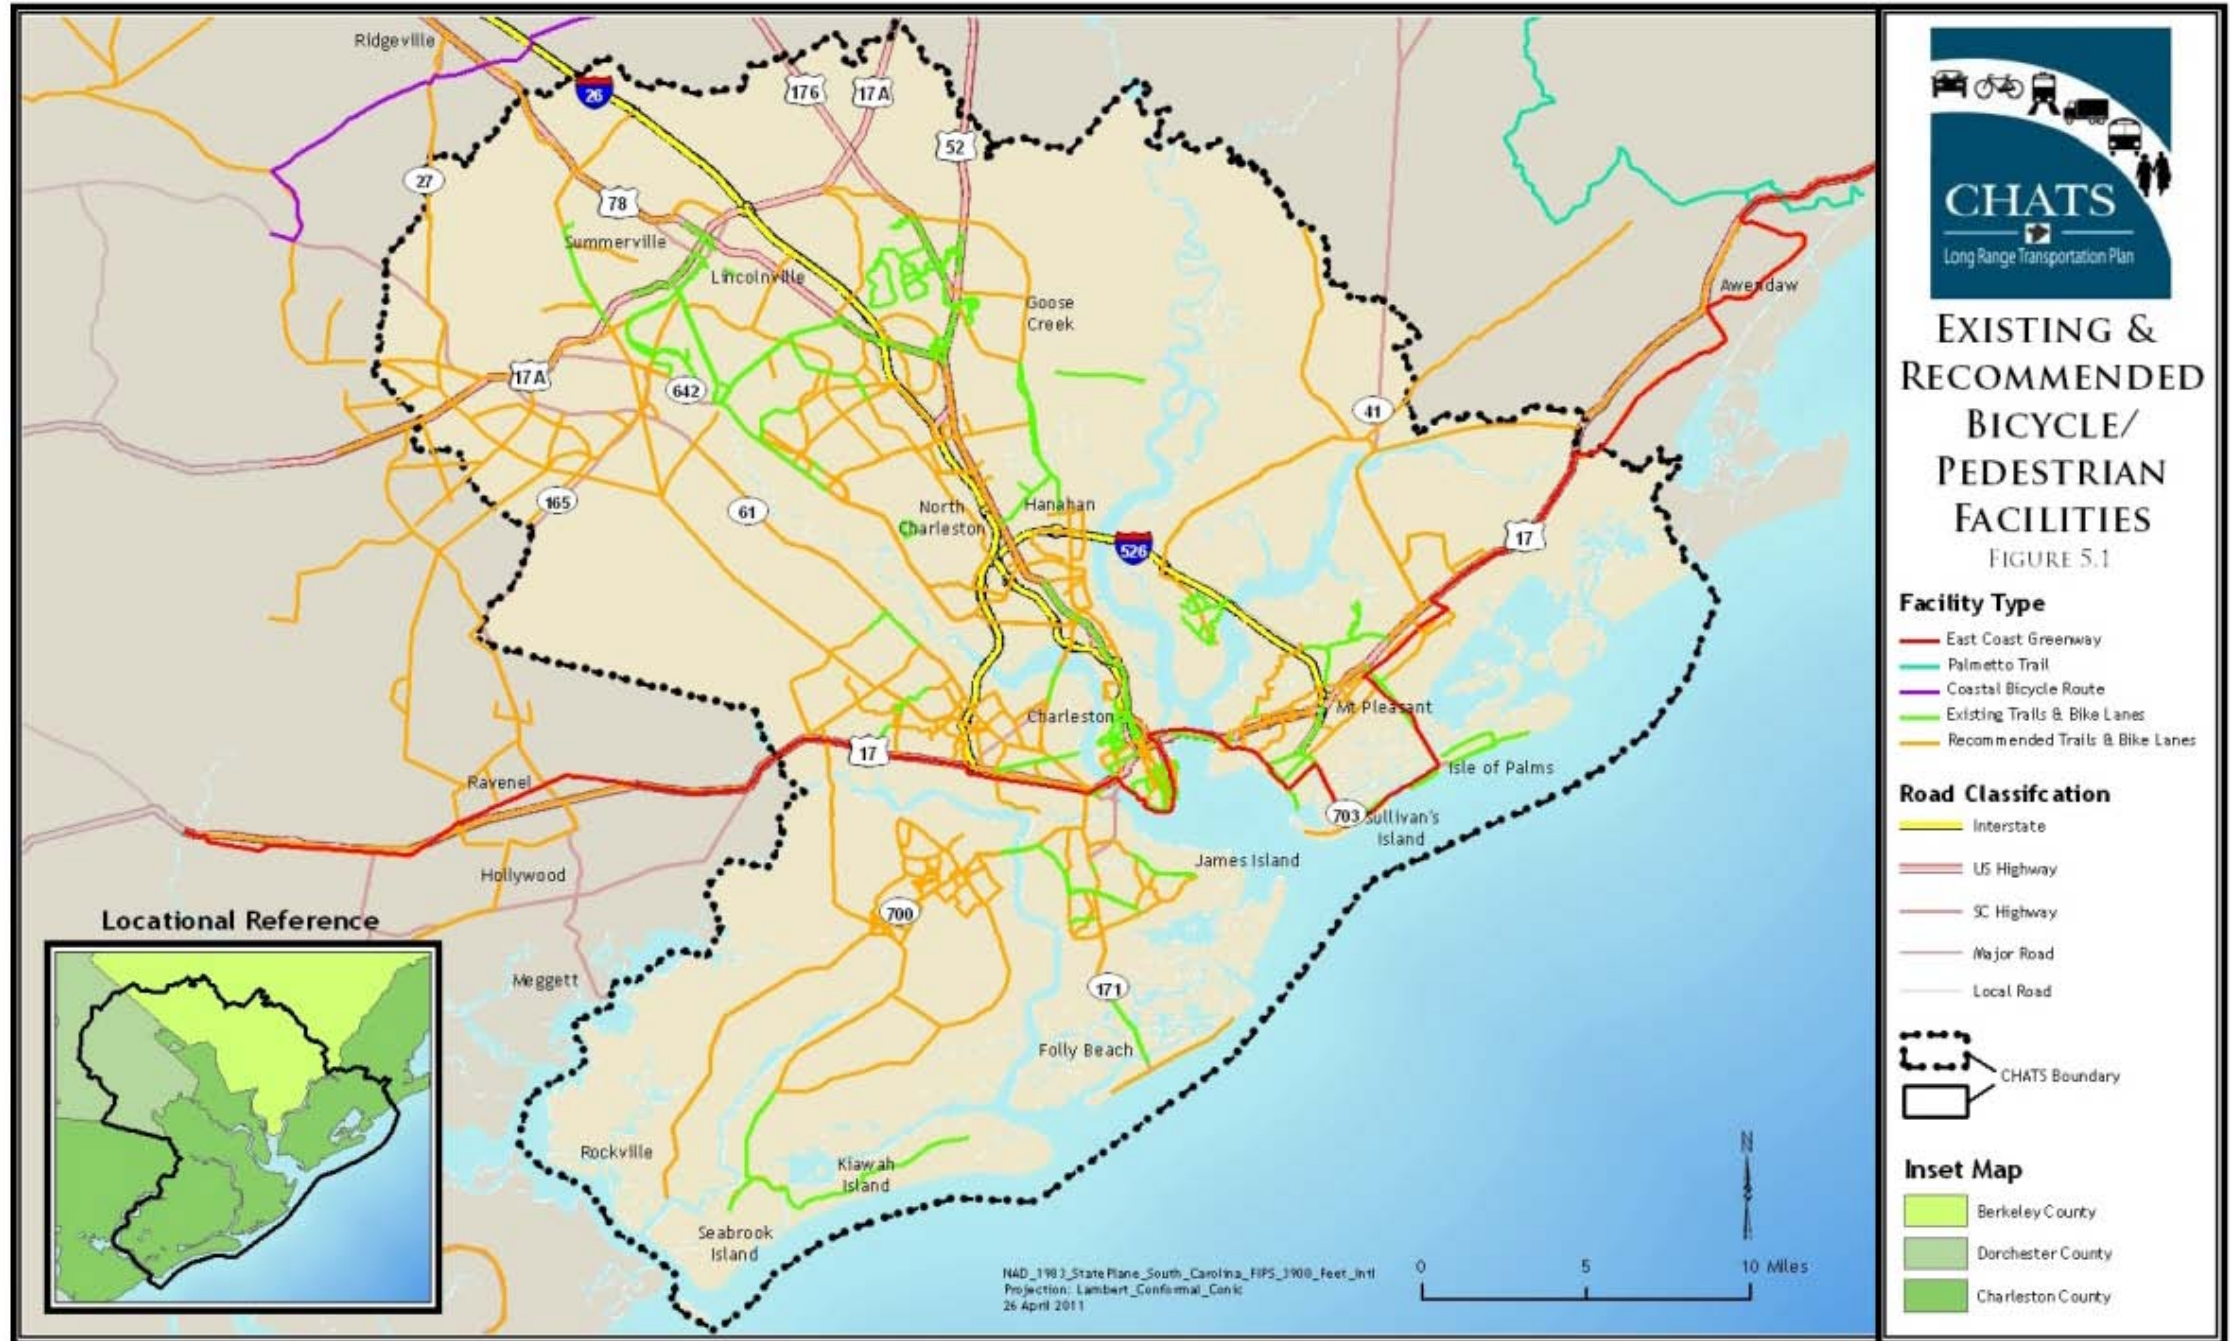 Ridgeville
26
176
17A
52
27
78
Summerville
Lincolnville
Goose
Creek
Awendaw
17A
642
41
165
61
North
Charleston
Hanahan
526
17
Charleston
Mt Pleasant
17
Ravenel
Isle of Palms
703
Sullivan's
Island
James Island
Hollywood
700
Meggett
171
Folly Beach
Rockville
Kiawah
Island
Seabrook
Island
Locational Reference
NAD_1983_StatePlane_South_Carolina_FIPS_3900_Feet_Intl
Projection: Lambert_Conformal_Conic
26 April 2011
N
0 5 10 Miles
CHATS
Long Range Transportation Plan
EXISTING &
RECOMMENDED
BICYCLE/
PEDESTRIAN
FACILITIES
FIGURE 5.1
Facility Type
East Coast Greenway
Palmetto Trail
Coastal Bicycle Route
Existing Trails & Bike Lanes
Recommended Trails & Bike Lanes
Road Classifcation
Interstate
US Highway
SC Highway
Major Road
Local Road
CHATS Boundary
Inset Map
Berkeley County
Dorchester County
Charleston County